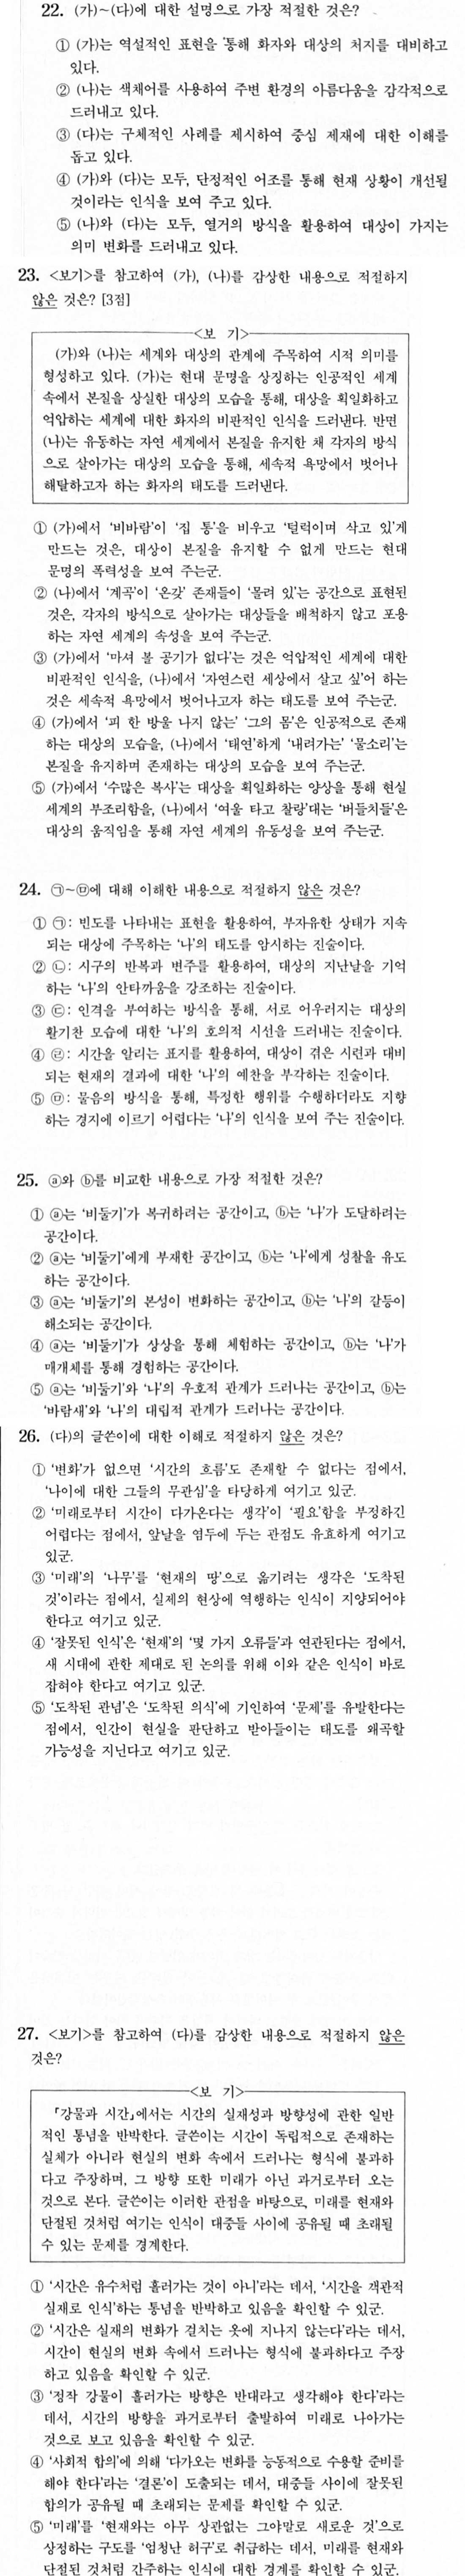 22. (가)~(다)에 대한 설명으로 가장 적절한 것은?
① (가)는 역설적인 표현을 통해 화자와 대상의 처지를 대비하고
있다.
② (나)는 색채어를 사용하여 주변 환경의 아름다움을 감각적으로
드러내고 있다.
③ (다)는 구체적인 사례를 제시하여 중심 제재에 대한 이해를
돕고 있다.
④ (가)와 (다)는 모두, 단정적인 어조를 통해 현재 상황이 개선될
것이라는 인식을 보여 주고 있다.
⑤ (나)와 (다)는 모두, 열거의 방식을 활용하여 대상이 가지는
의미 변화를 드러내고 있다.
23. <보기>를 참고하여 (가), (나)를 감상한 내용으로 적절하지
않은 것은? [3점]
<보 기>
(가)와 (나)는 세계와 대상의 관계에 주목하여 시적 의미를
형성하고 있다. (가)는 현대 문명을 상징하는 인공적인 세계
속에서 본질을 상실한 대상의 모습을 통해, 대상을 획일화하고
억압하는 세계에 대한 화자의 비판적인 인식을 드러낸다. 반면
(나)는 유동하는 자연 세계에서 본질을 유지한 채 각자의 방식
으로 살아가는 대상의 모습을 통해, 세속적 욕망에서 벗어나
해탈하고자 하는 화자의 태도를 드러낸다.
① (가)에서 ‘비바람’이 ‘집 통’을 비우고 ‘털럭이며 삭고 있’게
만드는 것은, 대상이 본질을 유지할 수 없게 만드는 현대
문명의 폭력성을 보여 주는군.
② (나)에서 ‘계곡’이 ‘온갖’ 존재들이 ‘몰려 있’는 공간으로 표현된
것은, 각자의 방식으로 살아가는 대상들을 배척하지 않고 포용
하는 자연 세계의 속성을 보여 주는군.
③ (가)에서 ‘마셔 볼 공기가 없다’는 것은 억압적인 세계에 대한
비판적인 인식을, (나)에서 ‘자연스런 세상에서 살고 싶’어 하는
것은 세속적 욕망에서 벗어나고자 하는 태도를 보여 주는군.
④ (가)에서 ‘피 한 방울 나지 않는’ ‘그의 몸’은 인공적으로 존재
하는 대상의 모습을, (나)에서 ‘태연’하게 ‘내려가는’ ‘물소리’는
본질을 유지하며 존재하는 대상의 모습을 보여 주는군.
⑤ (가)에서 ‘수많은 복사’는 대상을 획일화하는 양상을 통해 현실
세계의 부조리함을, (나)에서 ‘여울 타고 찰랑’대는 ‘버들치들’은
대상의 움직임을 통해 자연 세계의 유동성을 보여 주는군.
24. ㉠~㉤에 대해 이해한 내용으로 적절하지 않은 것은?
① ㉠: 빈도를 나타내는 표현을 활용하여, 부자유한 상태가 지속
되는 대상에 주목하는 ‘나’의 태도를 암시하는 진술이다.
② ㉡: 시구의 반복과 변주를 활용하여, 대상의 지난날을 기억
하는 ‘나’의 안타까움을 강조하는 진술이다.
③ ㉢: 인격을 부여하는 방식을 통해, 서로 어우러지는 대상의
활기찬 모습에 대한 ‘나’의 호의적 시선을 드러내는 진술이다.
④ ㉣: 시간을 알리는 표지를 활용하여, 대상이 겪은 시련과 대비
되는 현재의 결과에 대한 ‘나’의 예찬을 부각하는 진술이다.
⑤ ㉤: 물음의 방식을 통해, 특정한 행위를 수행하더라도 지향
하는 경지에 이르기 어렵다는 ‘나’의 인식을 보여 주는 진술이다.
25. ⓐ와 ⓑ를 비교한 내용으로 가장 적절한 것은?
① ⓐ는 ‘비둘기’가 복귀하려는 공간이고, ⓑ는 ‘나’가 도달하려는
공간이다.
② ⓐ는 ‘비둘기’에게 부재한 공간이고, ⓑ는 ‘나’에게 성찰을 유도
하는 공간이다.
③ ⓐ는 ‘비둘기’의 본성이 변화하는 공간이고, ⓑ는 ‘나’의 갈등이
해소되는 공간이다.
④ ⓐ는 ‘비둘기’가 상상을 통해 체험하는 공간이고, ⓑ는 ‘나’가
매개체를 통해 경험하는 공간이다.
⑤ ⓐ는 ‘비둘기’와 ‘나’의 우호적 관계가 드러나는 공간이고, ⓑ는
‘바람새’와 ‘나’의 대립적 관계가 드러나는 공간이다.
26. (다)의 글쓴이에 대한 이해로 적절하지 않은 것은?
① ‘변화’가 없으면 ‘시간의 흐름’도 존재할 수 없다는 점에서,
‘나이에 대한 그들의 무관심’을 타당하게 여기고 있군.
② ‘미래로부터 시간이 다가온다는 생각’이 ‘필요’함을 부정하긴
어렵다는 점에서, 앞날을 염두에 두는 관점도 유효하게 여기고
있군.
③ ‘미래’의 ‘나무’를 ‘현재의 땅’으로 옮기려는 생각은 ‘도착된
것’이라는 점에서, 실제의 현상에 역행하는 인식이 지양되어야
한다고 여기고 있군.
④ ‘잘못된 인식’은 ‘현재’의 ‘몇 가지 오류들’과 연관된다는 점에서,
새 시대에 관한 제대로 된 논의를 위해 이와 같은 인식이 바로
잡혀야 한다고 여기고 있군.
⑤ ‘도착된 관념’은 ‘도착된 의식’에 기인하여 ‘문제’를 유발한다는
점에서, 인간이 현실을 판단하고 받아들이는 태도를 왜곡할
가능성을 지닌다고 여기고 있군.
27. <보기>를 참고하여 (다)를 감상한 내용으로 적절하지 않은
것은?
<보 기>
「강물과 시간」에서는 시간의 실재성과 방향성에 관한 일반
적인 통념을 반박한다. 글쓴이는 시간이 독립적으로 존재하는
실체가 아니라 현실의 변화 속에서 드러나는 형식에 불과하
다고 주장하며, 그 방향 또한 미래가 아닌 과거로부터 오는
것으로 본다. 글쓴이는 이러한 관점을 바탕으로, 미래를 현재와
단절된 것처럼 여기는 인식이 대중들 사이에 공유될 때 초래될
수 있는 문제를 경계한다.
① ‘시간은 유수처럼 흘러가는 것이 아니’라는 데서, ‘시간을 객관적
실재로 인식’하는 통념을 반박하고 있음을 확인할 수 있군.
② ‘시간은 실재의 변화가 걸치는 옷에 지나지 않는다’라는 데서,
시간이 현실의 변화 속에서 드러나는 형식에 불과하다고 주장
하고 있음을 확인할 수 있군.
③ ‘정작 강물이 흘러가는 방향은 반대라고 생각해야 한다’라는
데서, 시간의 방향을 과거로부터 출발하여 미래로 나아가는
것으로 보고 있음을 확인할 수 있군.
④ ‘사회적 합의’에 의해 ‘다가오는 변화를 능동적으로 수용할 준비를
해야 한다’라는 ‘결론’이 도출되는 데서, 대중들 사이에 잘못된
합의가 공유될 때 초래되는 문제를 확인할 수 있군.
⑤ ‘미래’를 ‘현재와는 아무 상관없는 그야말로 새로운 것’으로
상정하는 구도를 ‘엄청난 허구’로 취급하는 데서, 미래를 현재와
단절된 것처럼 간주하는 인식에 대한 경계를 확인할 수 있군.